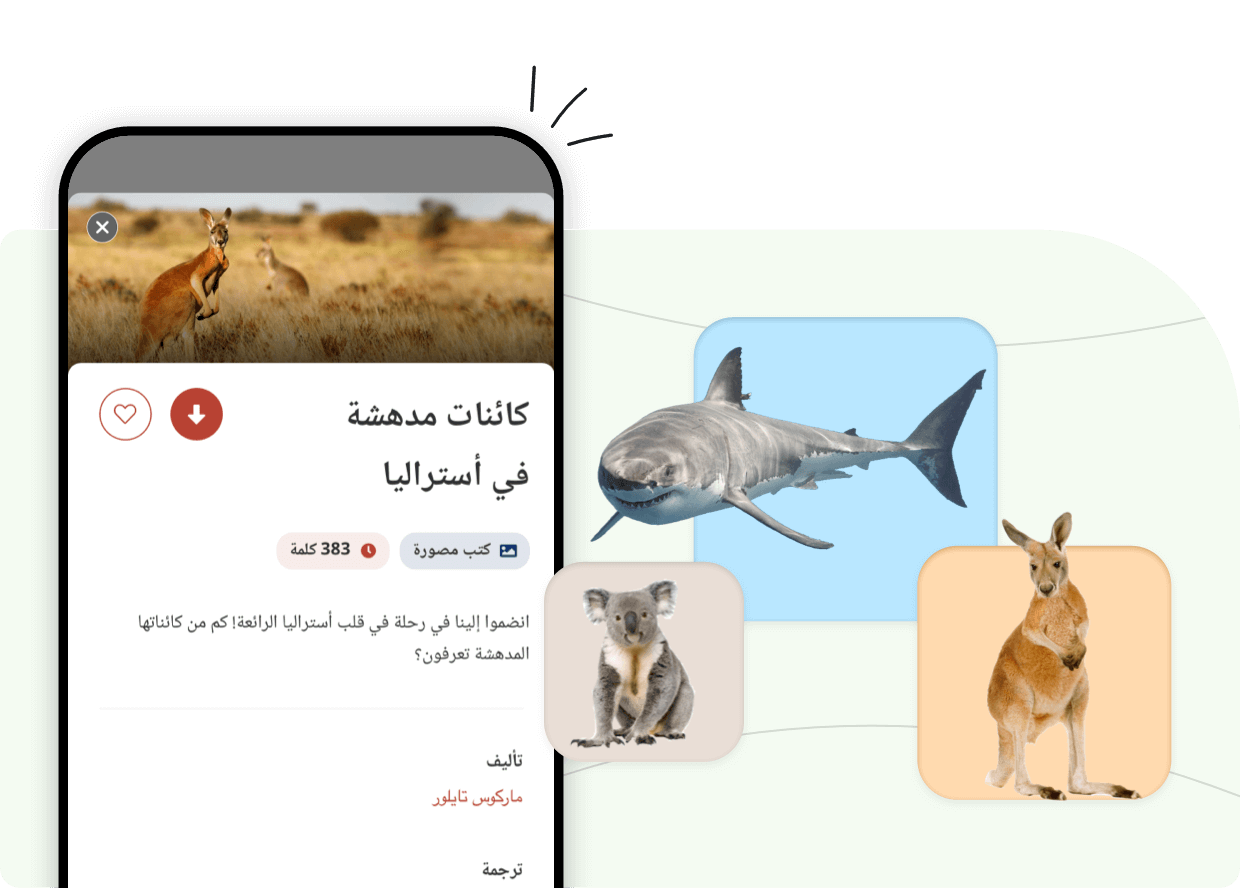 كائنات مدهشة
في أستراليا
كتب مصورة
383 كلمة
انضموا إلينا في رحلة في قلب أستراليا الرائعة! كم من كائناتها
المدهشة تعرفون؟
تأليف
ماركوس تايلور
ترجمة